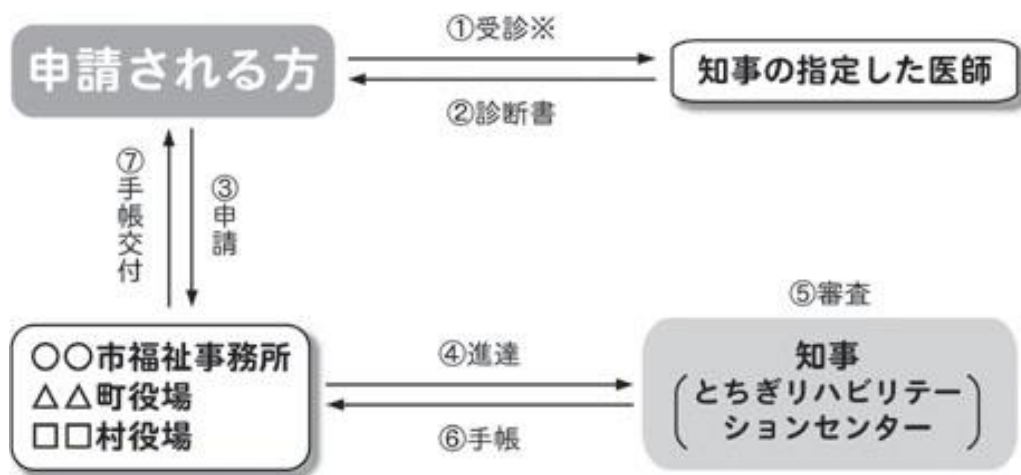 ①受診※
申請される方
知事の指定した医師
②診断書
⑦手帳交付
③申請
⑤審査
○○市福祉事務所
△△町役場
□□村役場
④進達
⑥手帳
知事
(とちぎリハビリテー
ションセンター)